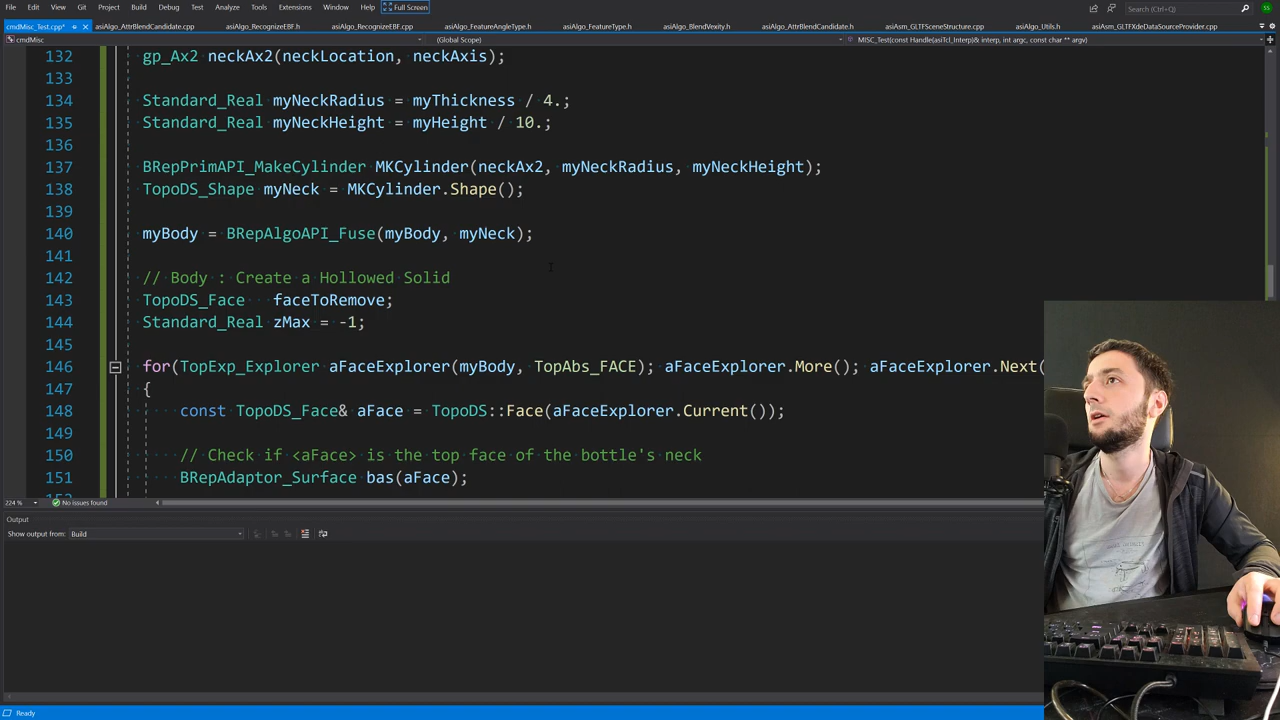 File Edit View Git Project Build Debug Test Analyze Tools Extensions Window Help Full Screen Search (Ctrl+Q) SS
cmdMisc_Test.cpp* asiAlgo_AttrBlendCandidate.cpp asiAlgo_RecognizeEBF.h asiAlgo_RecognizeEBF.cpp asiAlgo_FeatureAngleType.h asiAlgo_FeatureType.h asiAlgo_BlendVexity.h asiAlgo_AttrBlendCandidate.h asiAsm_GLTFSceneStructure.cpp asiAlgo_Utils.h asiAsm_GLTFXdeDataSourceProvider.cpp
cmdMisc (Global Scope) MISC_Test(const Handle(asiTcl_Interp)& interp, int argc, const char ** argv)
132 gp_Ax2 neckAx2(neckLocation, neckAxis);
133
134 Standard_Real myNeckRadius = myThickness / 4.;
135 Standard_Real myNeckHeight = myHeight / 10.;
136
137 BRepPrimAPI_MakeCylinder MKCylinder(neckAx2, myNeckRadius, myNeckHeight);
138 TopoDS_Shape myNeck = MKCylinder.Shape();
139
140 myBody = BRepAlgoAPI_Fuse(myBody, myNeck);
141
142 // Body : Create a Hollowed Solid
143 TopoDS_Face faceToRemove;
144 Standard_Real zMax = -1;
145
146 for(TopExp_Explorer aFaceExplorer(myBody, TopAbs_FACE); aFaceExplorer.More(); aFaceExplorer.Next(
147 {
148 const TopoDS_Face& aFace = TopoDS::Face(aFaceExplorer.Current());
149
150 // Check if <aFace> is the top face of the bottle's neck
151 BRepAdaptor_Surface bas(aFace);
224 % No issues found
Output
Show output from: Build
Ready